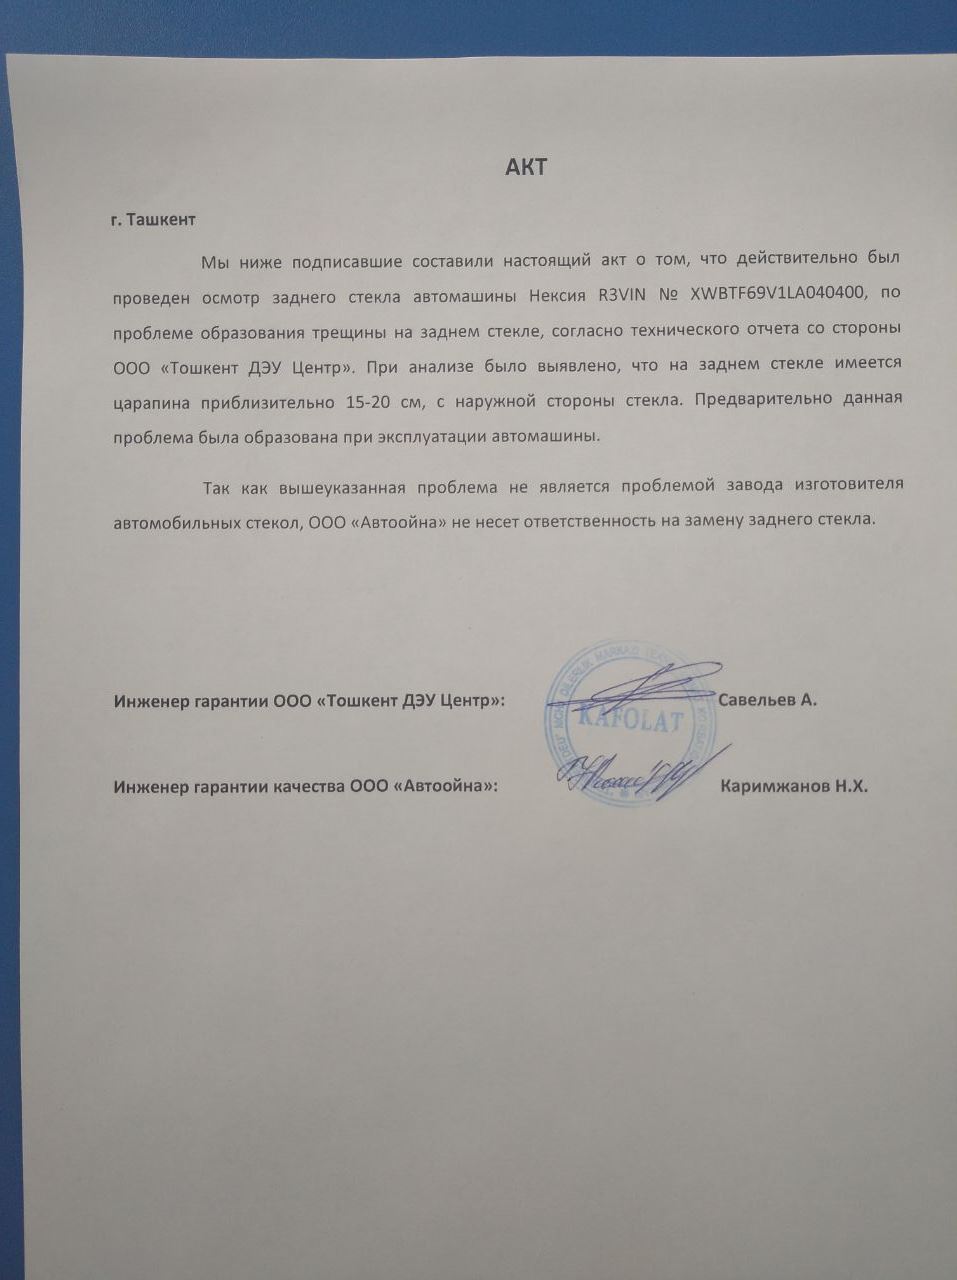 АКТ
г. Ташкент
Мы ниже подписавшие составили настоящий акт о том, что действительно был
проведен осмотр заднего стекла автомашины Нексия R3VIN № XWBTF69V1LA040400, по
проблеме образования трещины на заднем стекле, согласно технического отчета со стороны
ООО «Тошкент ДЭУ Центр». При анализе было выявлено, что на заднем стекле имеется
царапина приблизительно 15-20 см, с наружной стороны стекла. Предварительно данная
проблема была образована при эксплуатации автомашины.
Так как вышеуказанная проблема не является проблемой завода изготовителя
автомобильных стекол, ООО «Автоойна» не несет ответственность на замену заднего стекла.
Инженер гарантии ООО «Тошкент ДЭУ Центр»: Савельев А.
DILERLIK MARKAZI
KAFOLAT
Инженер гарантии качества ООО «Автоойна»: Каримжанов Н.Х.